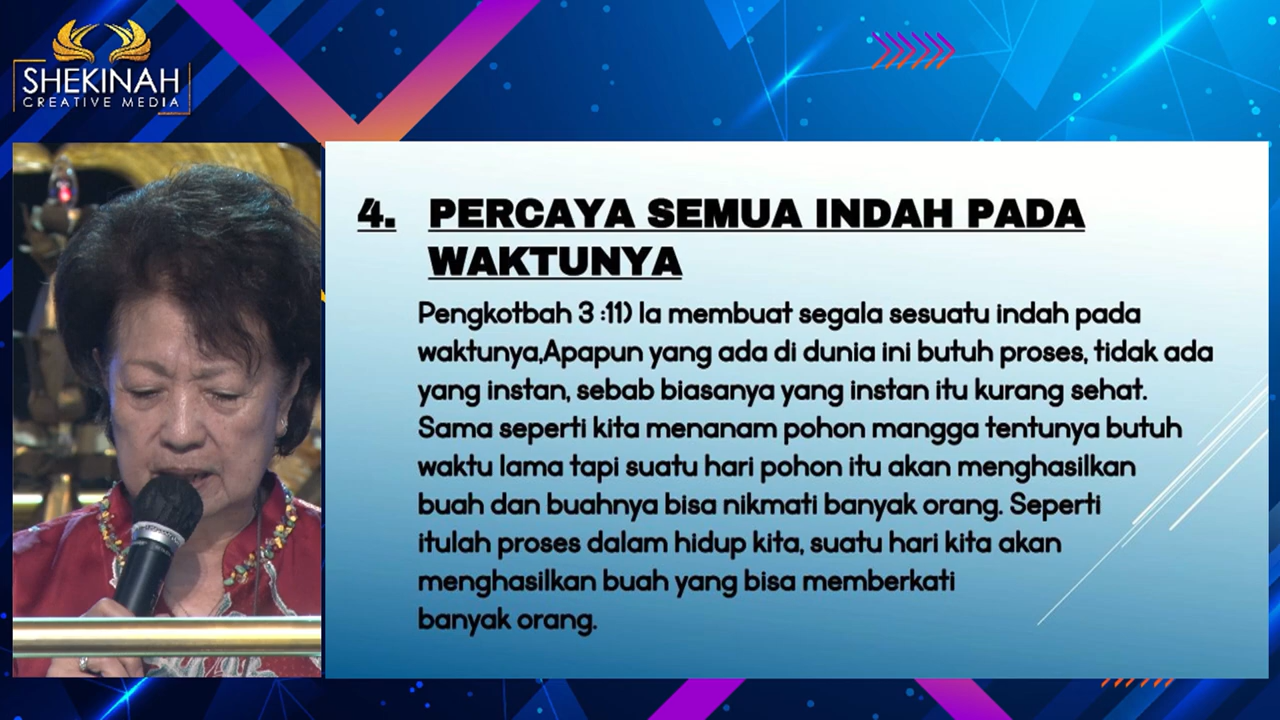 SHEKINAH
CREATIVE MEDIA
4. PERCAYA SEMUA INDAH PADA
WAKTUNYA
Pengkotbah 3 :11) Ia membuat segala sesuatu indah pada
waktunya,Apapun yang ada di dunia ini butuh proses, tidak ada
yang instan, sebab biasanya yang instan itu kurang sehat.
Sama seperti kita menanam pohon mangga tentunya butuh
waktu lama tapi suatu hari pohon itu akan menghasilkan
buah dan buahnya bisa nikmati banyak orang. Seperti
itulah proses dalam hidup kita, suatu hari kita akan
menghasilkan buah yang bisa memberkati
banyak orang.